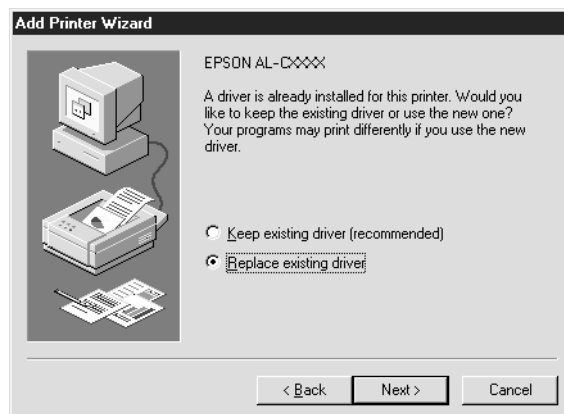 Add Printer Wizard
EPSON AL-CXXXX
A driver is already installed for this printer. Would you
like to keep the existing driver or use the new one?
Your programs may print differently if you use the new
driver.
Keep existing driver (recommended)
Replace existing driver
< Back
Next >
Cancel